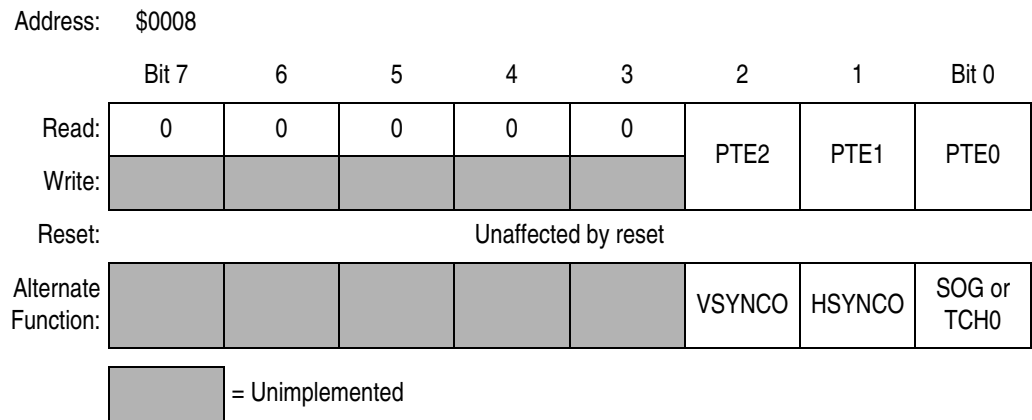 Address: $0008
Bit 7 6 5 4 3 2 1 Bit 0
Read: 0 0 0 0 0 PTE2 PTE1 PTE0
Write:
Reset: Unaffected by reset
Alternate Function: VSYNCO HSYNCO SOG or TCH0
= Unimplemented